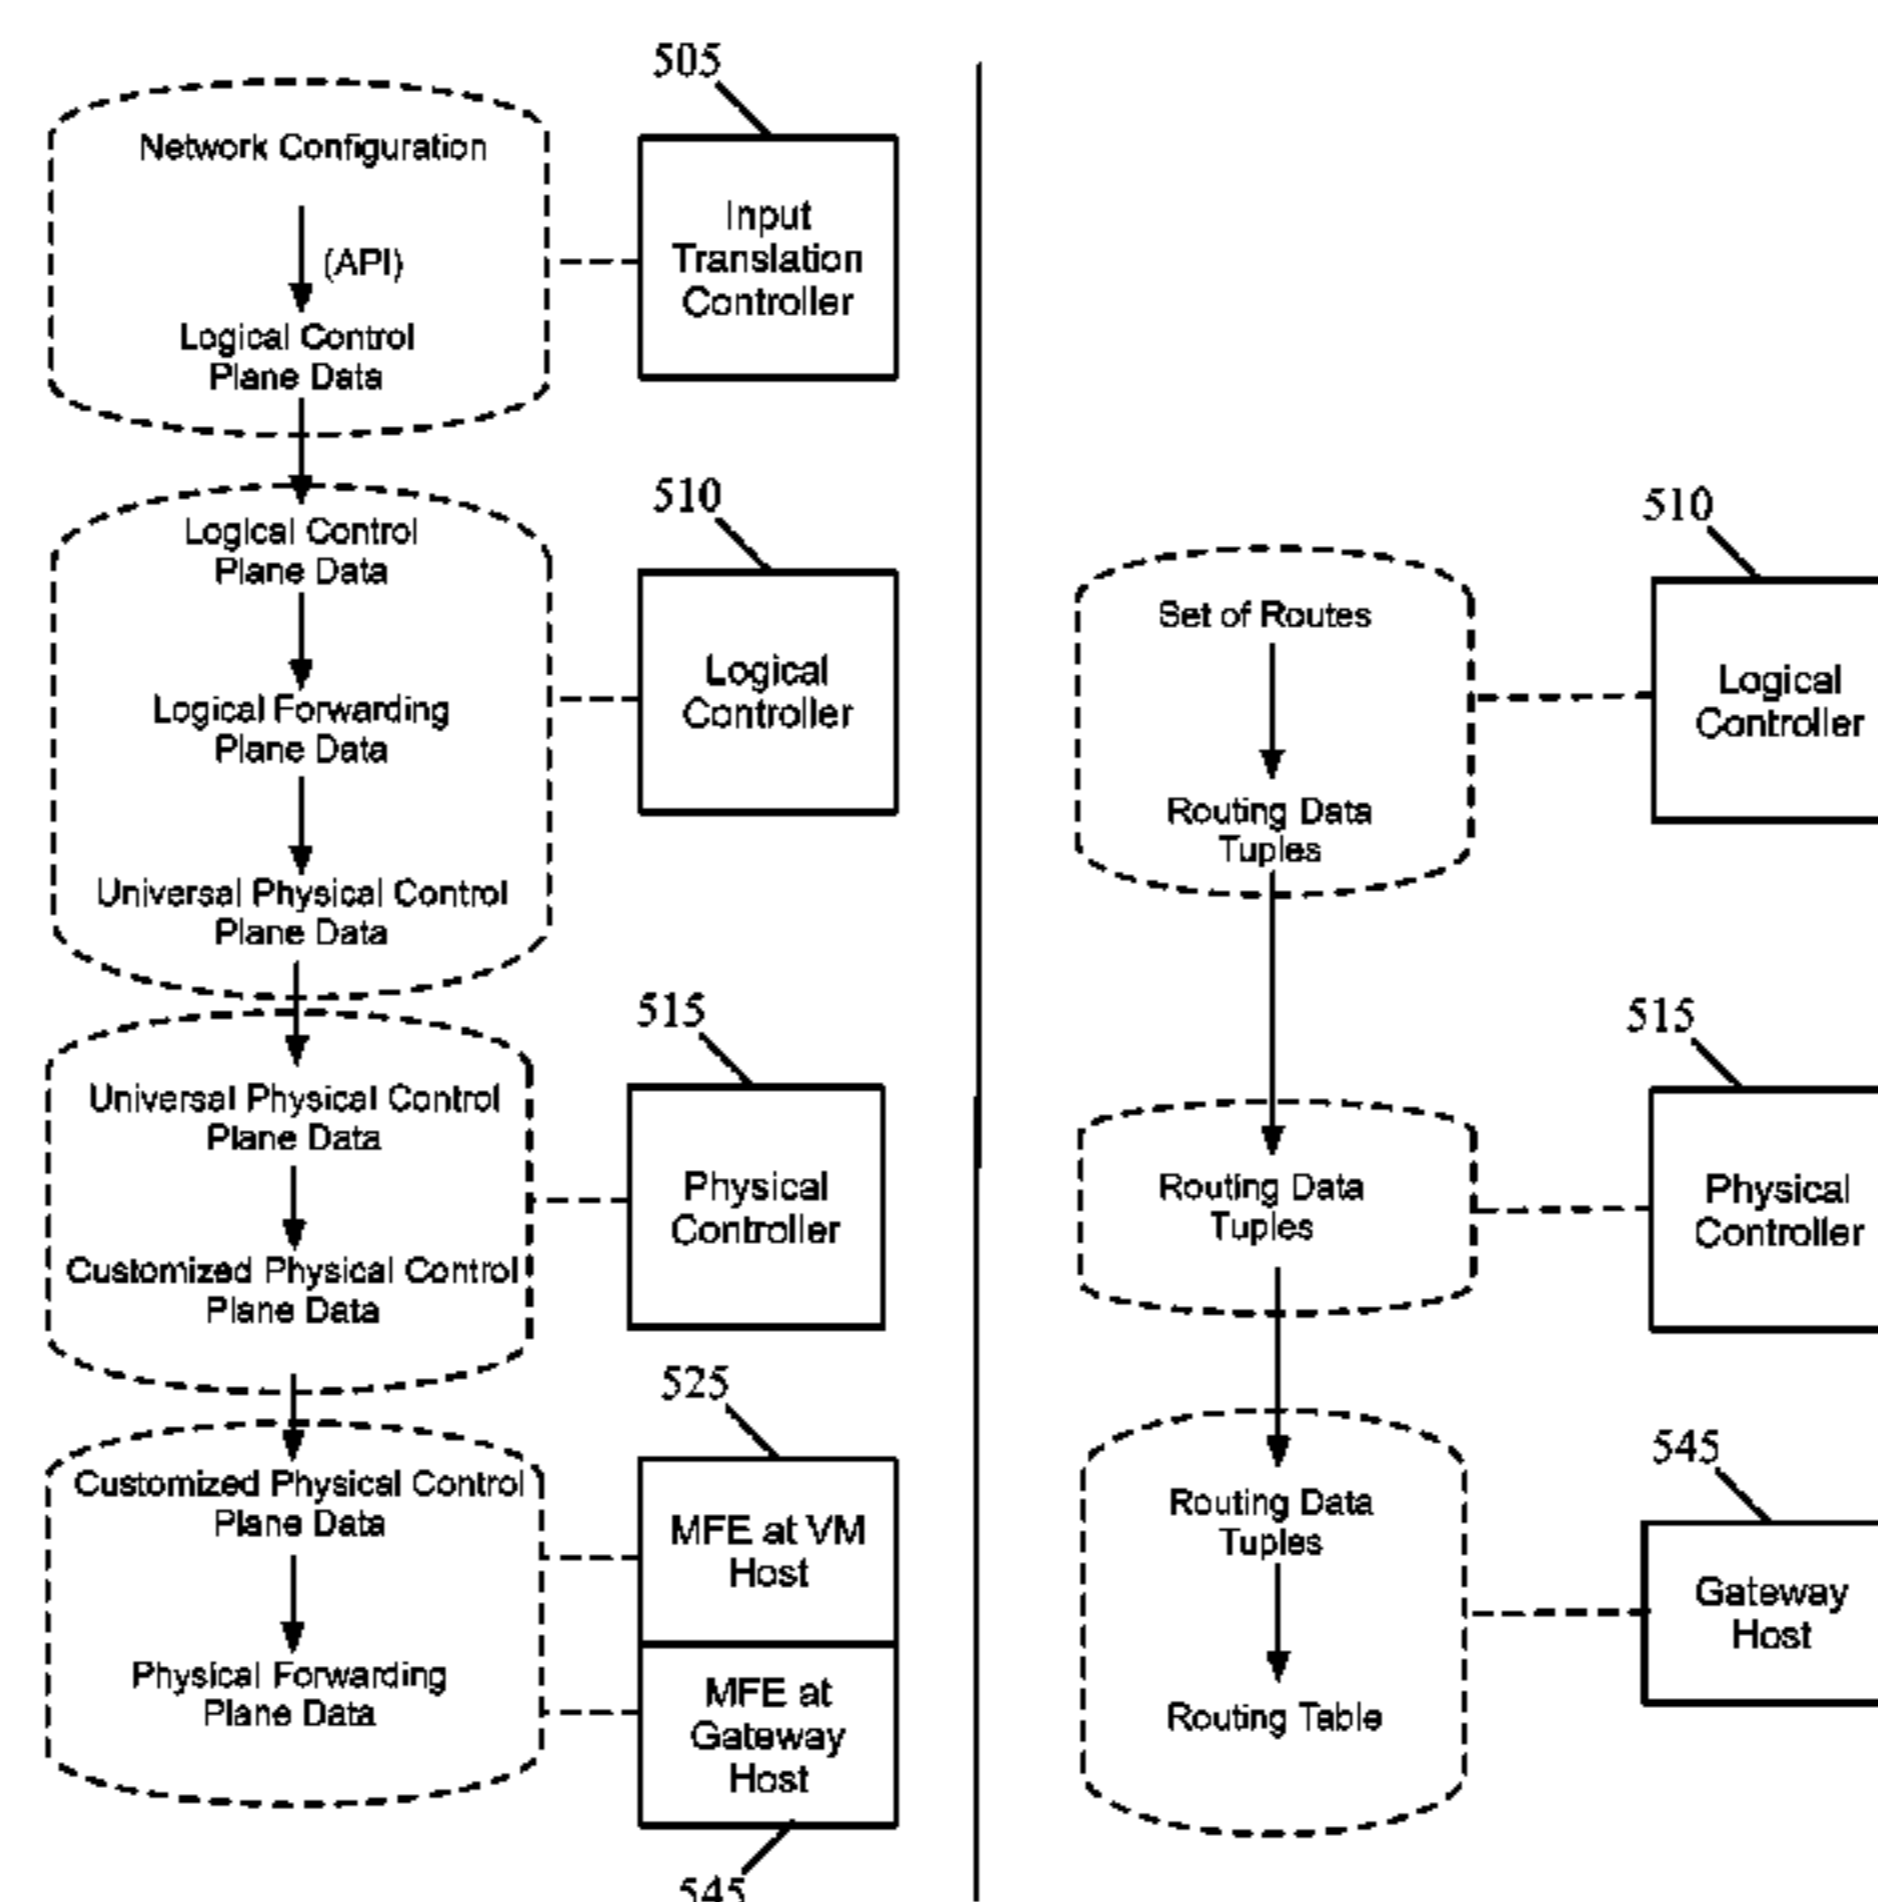 505
Network Configuration
(API)
Logical Control
Plane Data
Input
Translation
Controller
510
Logical Control
Plane Data
Logical Forwarding
Plane Data
Universal Physical Control
Plane Data
Logical
Controller
515
Universal Physical Control
Plane Data
Customized Physical Control
Plane Data
Physical
Controller
525
Customized Physical Control
Plane Data
Physical Forwarding
Plane Data
MFE at VM
Host
MFE at
Gateway
Host
545
510
Set of Routes
Routing Data
Tuples
Logical
Controller
515
Routing Data
Tuples
Physical
Controller
545
Routing Data
Tuples
Routing Table
Gateway
Host